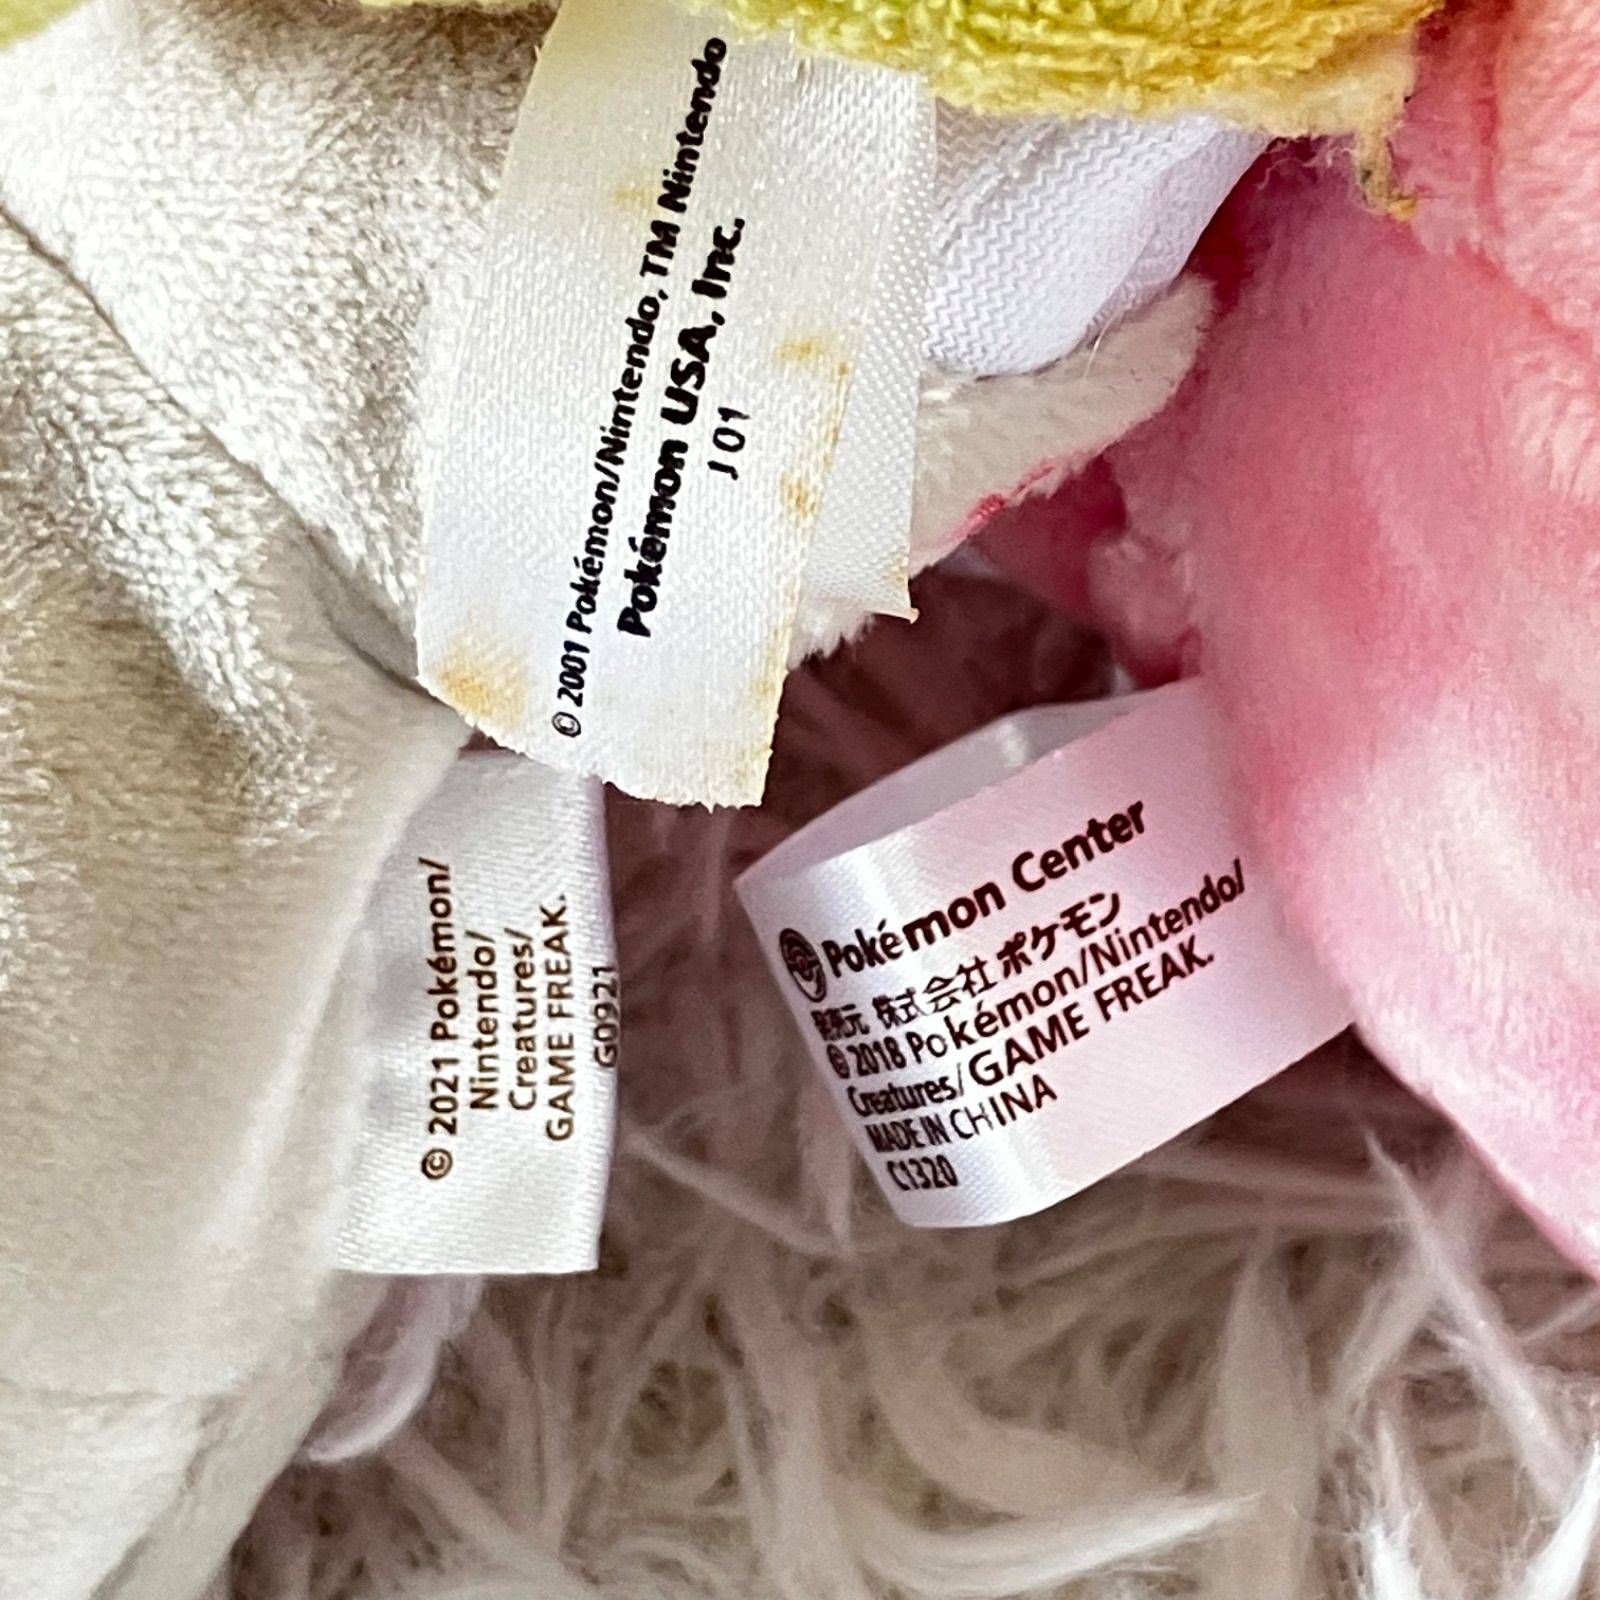 © 2001 Pokémon/Nintendo, TM Nintendo
Pokémon USA, Inc.
J 01
© 2021 Pokémon/
Nintendo/
Creatures/
GAME FREAK.
G0921
Pokémon Center
発売元 株式会社 ポケモン
© 2018 Pokémon/Nintendo/
Creatures/GAME FREAK.
MADE IN CHINA
C1320